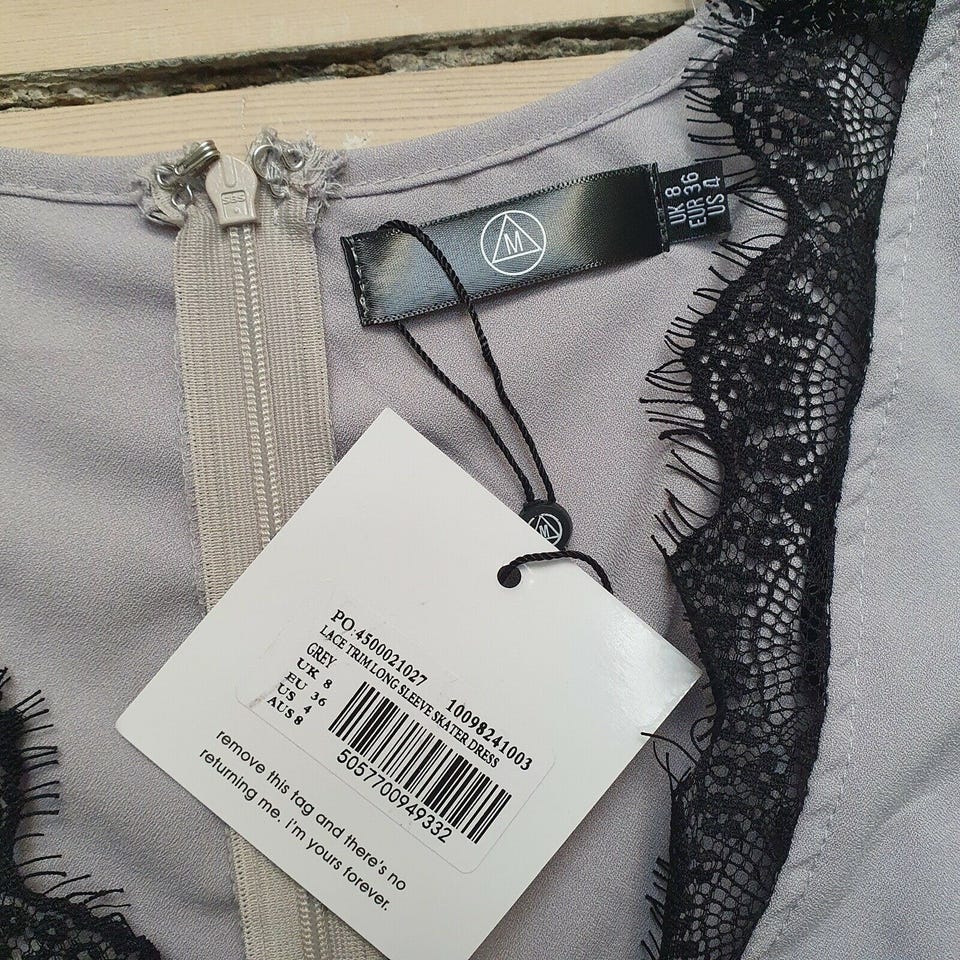 SBS
M
UK 8
EUR 36
US 4
M
PO.4500021027 10098241003
LACE TRIM LONG SLEEVE SKATER DRESS
GREY
UK 8
EU 36
US 4
AUS 8
5057700949332
remove this tag and there's no
returning me. i'm yours forever.